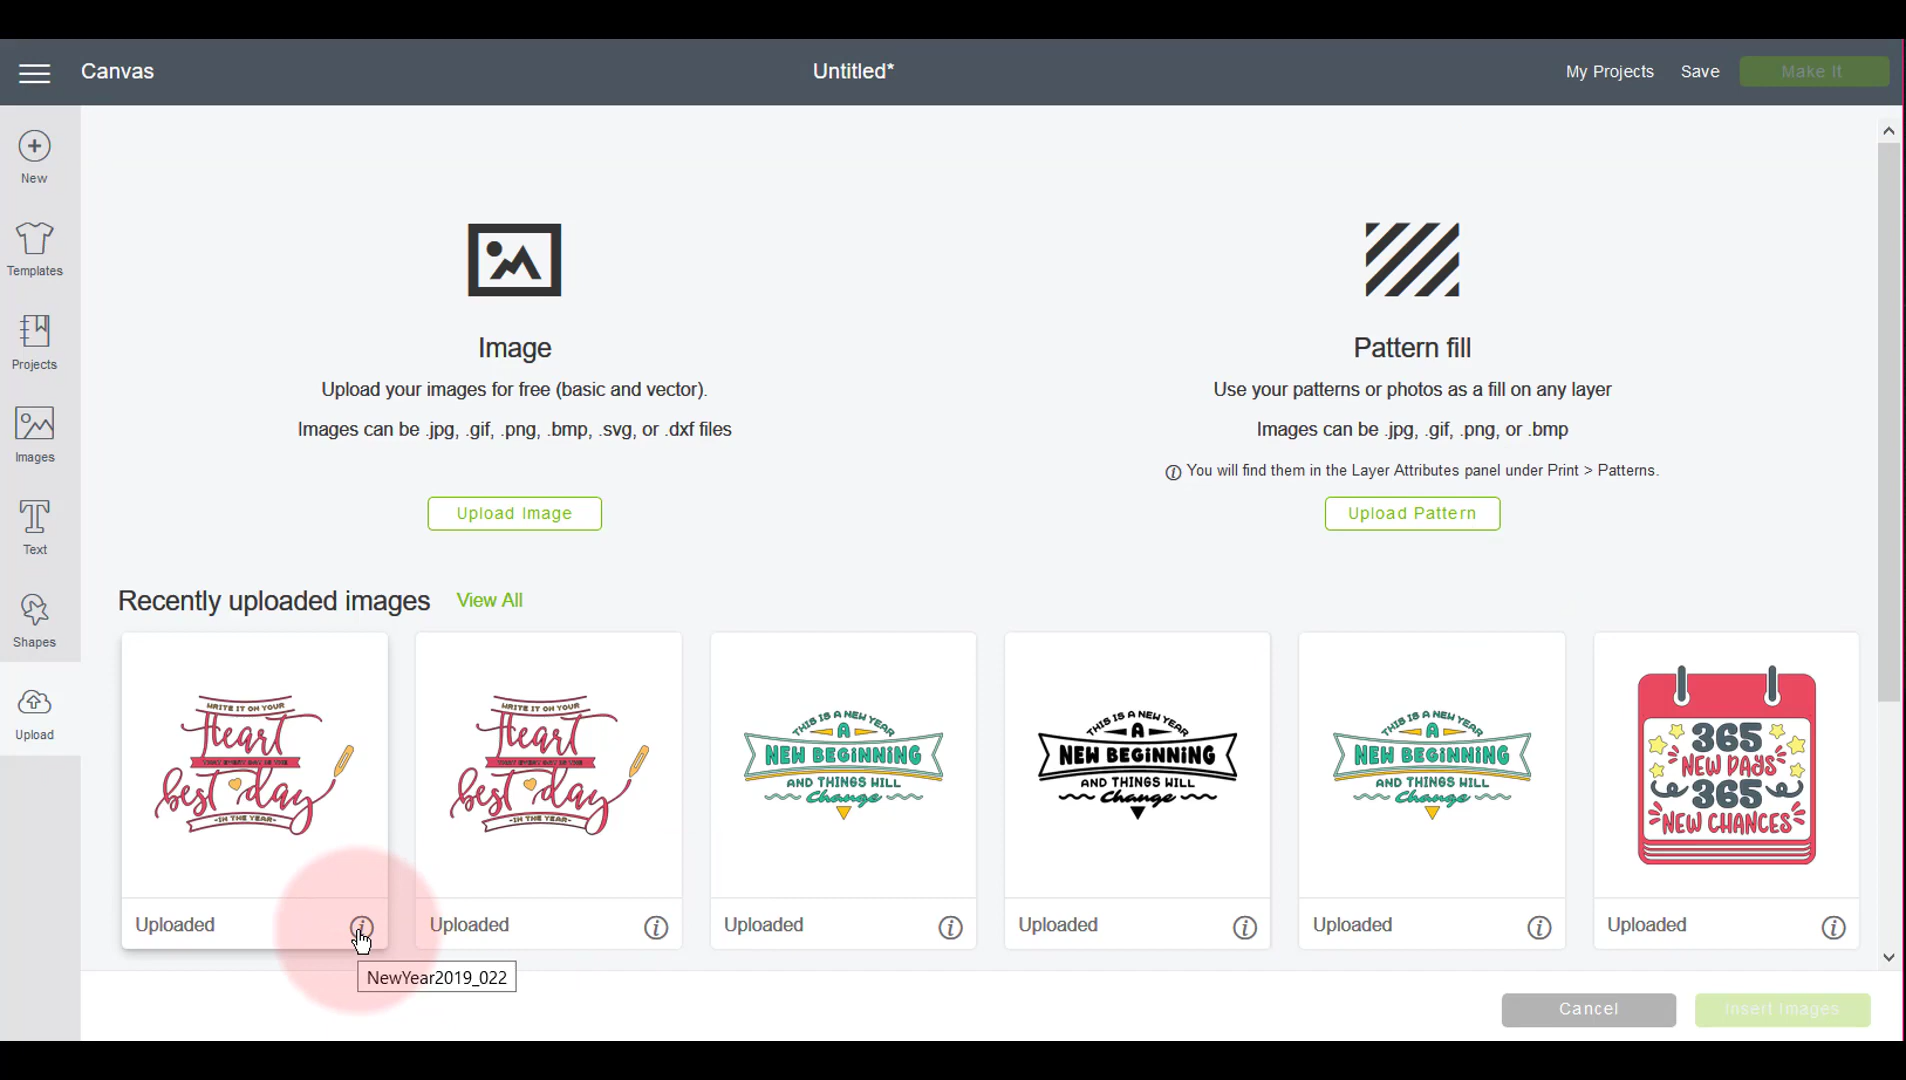 Canvas
Untitled*
My Projects
Save
Make It
New
Templates
Projects
Images
Text
Shapes
Upload
Image
Upload your images for free (basic and vector).
Images can be .jpg, .gif, .png, .bmp, .svg, or .dxf files
Upload Image
Pattern fill
Use your patterns or photos as a fill on any layer
Images can be .jpg, .gif, .png, or .bmp
You will find them in the Layer Attributes panel under Print > Patterns.
Upload Pattern
Recently uploaded images
View All
WRITE IT ON YOUR
Heart
best day
-IN THE YEAR-
Uploaded
WRITE IT ON YOUR
Heart
best day
-IN THE YEAR-
Uploaded
THIS IS A NEW YEAR
A
NEW BEGINNING
AND THINGS WILL
Change
Uploaded
THIS IS A NEW YEAR
A
NEW BEGINNING
AND THINGS WILL
Change
Uploaded
THIS IS A NEW YEAR
A
NEW BEGINNING
AND THINGS WILL
Change
Uploaded
365
NEW DAYS
365
NEW CHANCES
Uploaded
NewYear2019_022
Cancel
Insert Images